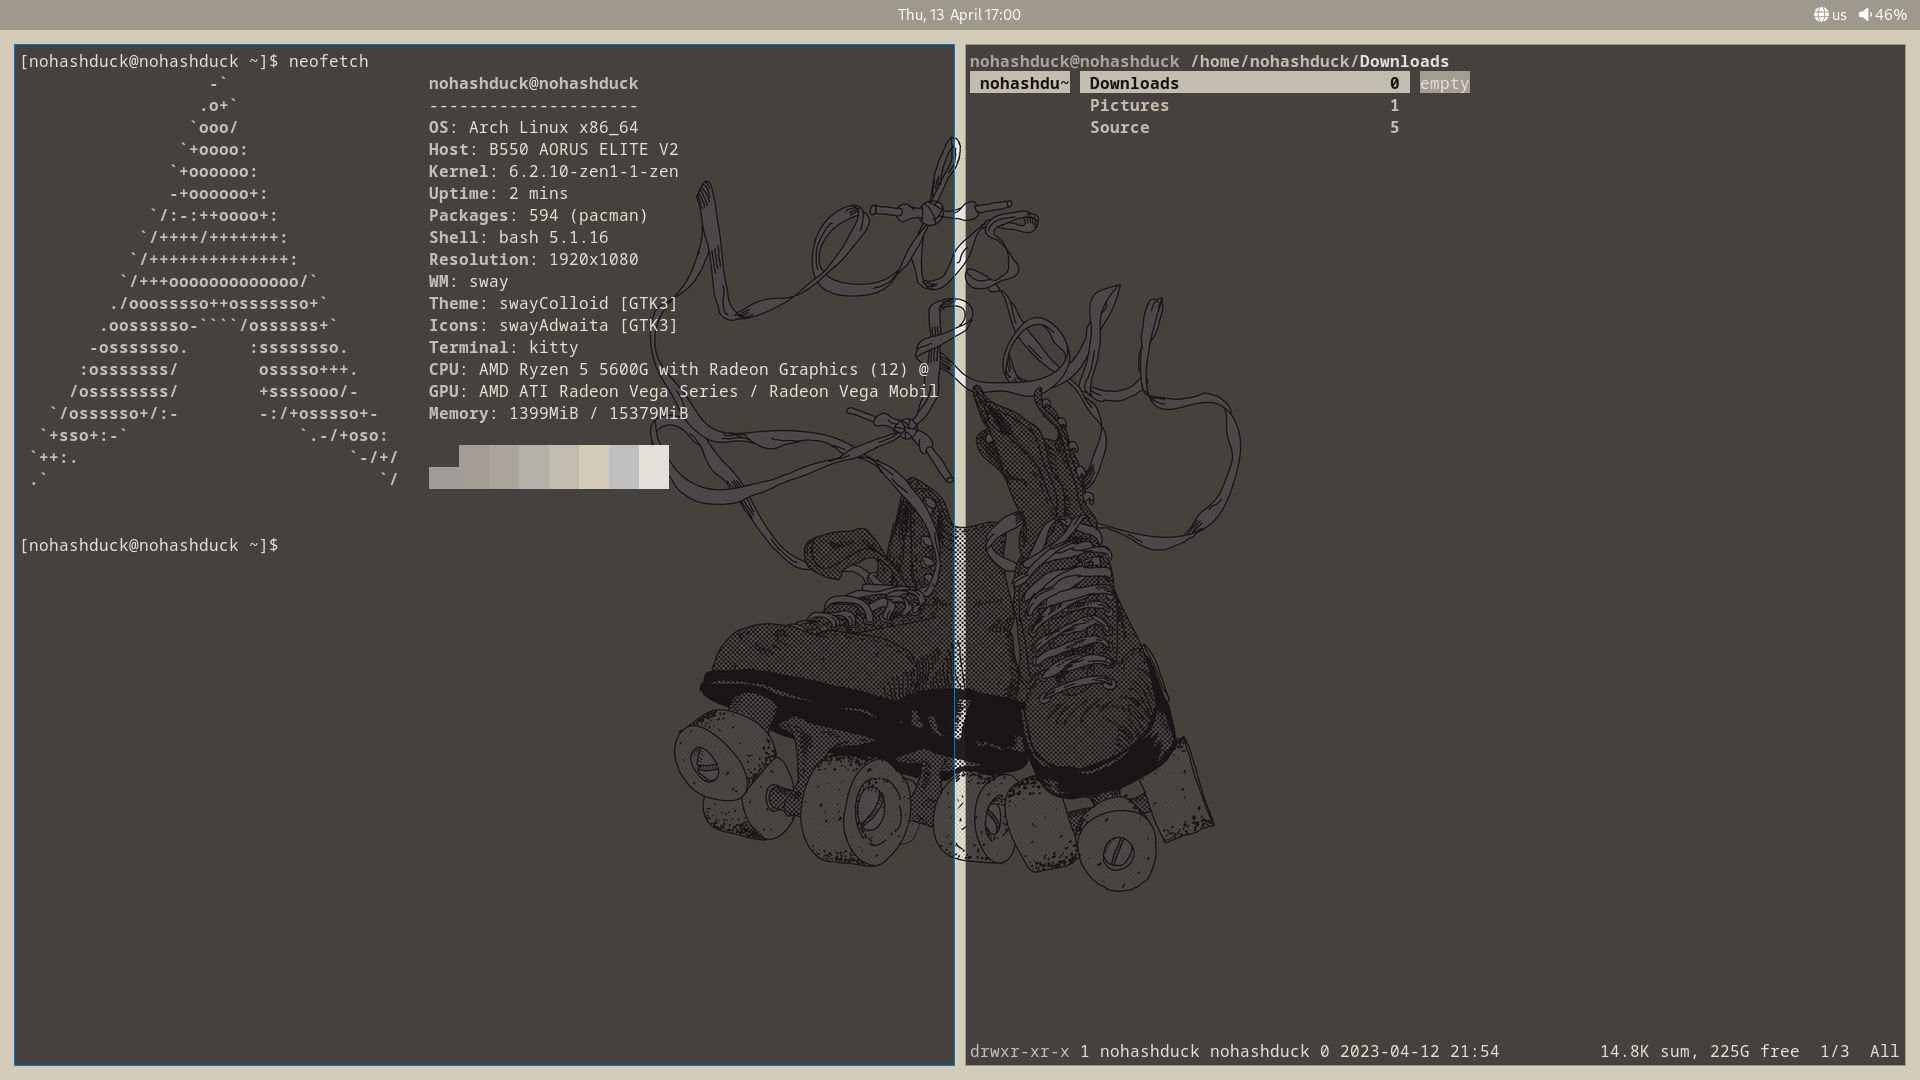 Thu, 13 April 17:00
us 46%
[nohashduck@nohashduck ~]$ neofetch
-`
.o+`
`ooo/
`+oooo:
`+oooooo:
-+oooooo+:
`/:-:++oooo+:
`/++++/+++++++:
`/++++++++++++++:
`/+++ooooooooooooo/`
./ooosssso++osssssso+`
.oossssso-````/ossssss+`
-osssssso.      :ssssssso.
:osssssss/        osssso+++.
/ossssssss/        +ssssooo/-
`/ossssso+/:-        -:/+osssso+-
`+sso+:-`                 `.-/+oso:
`++:.                           `-/+/
.`                                 `/
nohashduck@nohashduck
---------------------
OS: Arch Linux x86_64
Host: B550 AORUS ELITE V2
Kernel: 6.2.10-zen1-1-zen
Uptime: 2 mins
Packages: 594 (pacman)
Shell: bash 5.1.16
Resolution: 1920x1080
WM: sway
Theme: swayColloid [GTK3]
Icons: swayAdwaita [GTK3]
Terminal: kitty
CPU: AMD Ryzen 5 5600G with Radeon Graphics (12) @
GPU: AMD ATI Radeon Vega Series / Radeon Vega Mobil
Memory: 1399MiB / 15379MiB
[nohashduck@nohashduck ~]$
nohashduck@nohashduck /home/nohashduck/Downloads
nohashdu~ Downloads 0 empty
Pictures 1
Source 5
Let's
Roll
drwxr-xr-x 1 nohashduck nohashduck 0 2023-04-12 21:54 14.8K sum, 225G free 1/3 All